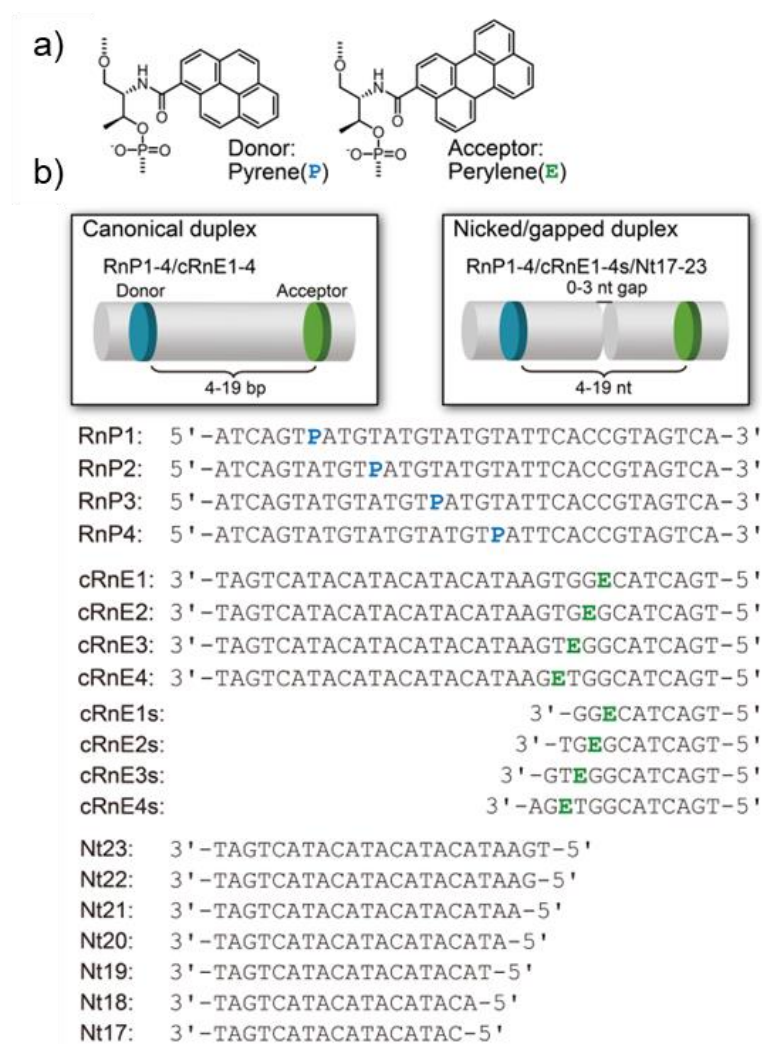 a)
O
NH
O
O
⁻O-P=O
O
Donor:
Pyrene(P)
O
NH
O
O
⁻O-P=O
O
Acceptor:
Perylene(E)
b)
Canonical duplex
RnP1-4/cRnE1-4
Donor
Acceptor
4-19 bp
Nicked/gapped duplex
RnP1-4/cRnE1-4s/Nt17-23
0-3 nt gap
4-19 nt
RnP1: 5'-ATCAGTPATGTATGTATGTATTCACCGTAGTCA-3'
RnP2: 5'-ATCAGTATGTPATGTATGTATTCACCGTAGTCA-3'
RnP3: 5'-ATCAGTATGTATGTPATGTATTCACCGTAGTCA-3'
RnP4: 5'-ATCAGTATGTATGTATGTPATTCACCGTAGTCA-3'
cRnE1: 3'-TAGTCATACATACATACATAAGTGGECATCAGT-5'
cRnE2: 3'-TAGTCATACATACATACATAAGTGEGCATCAGT-5'
cRnE3: 3'-TAGTCATACATACATACATAAGTEGGCATCAGT-5'
cRnE4: 3'-TAGTCATACATACATACATAAGETGGCATCAGT-5'
cRnE1s: 3'-GGECATCAGT-5'
cRnE2s: 3'-TGEGCATCAGT-5'
cRnE3s: 3'-GTEGGCATCAGT-5'
cRnE4s: 3'-AGETGGCATCAGT-5'
Nt23: 3'-TAGTCATACATACATACATAAGT-5'
Nt22: 3'-TAGTCATACATACATACATAAG-5'
Nt21: 3'-TAGTCATACATACATACATAA-5'
Nt20: 3'-TAGTCATACATACATACATA-5'
Nt19: 3'-TAGTCATACATACATACAT-5'
Nt18: 3'-TAGTCATACATACATACA-5'
Nt17: 3'-TAGTCATACATACATAC-5'